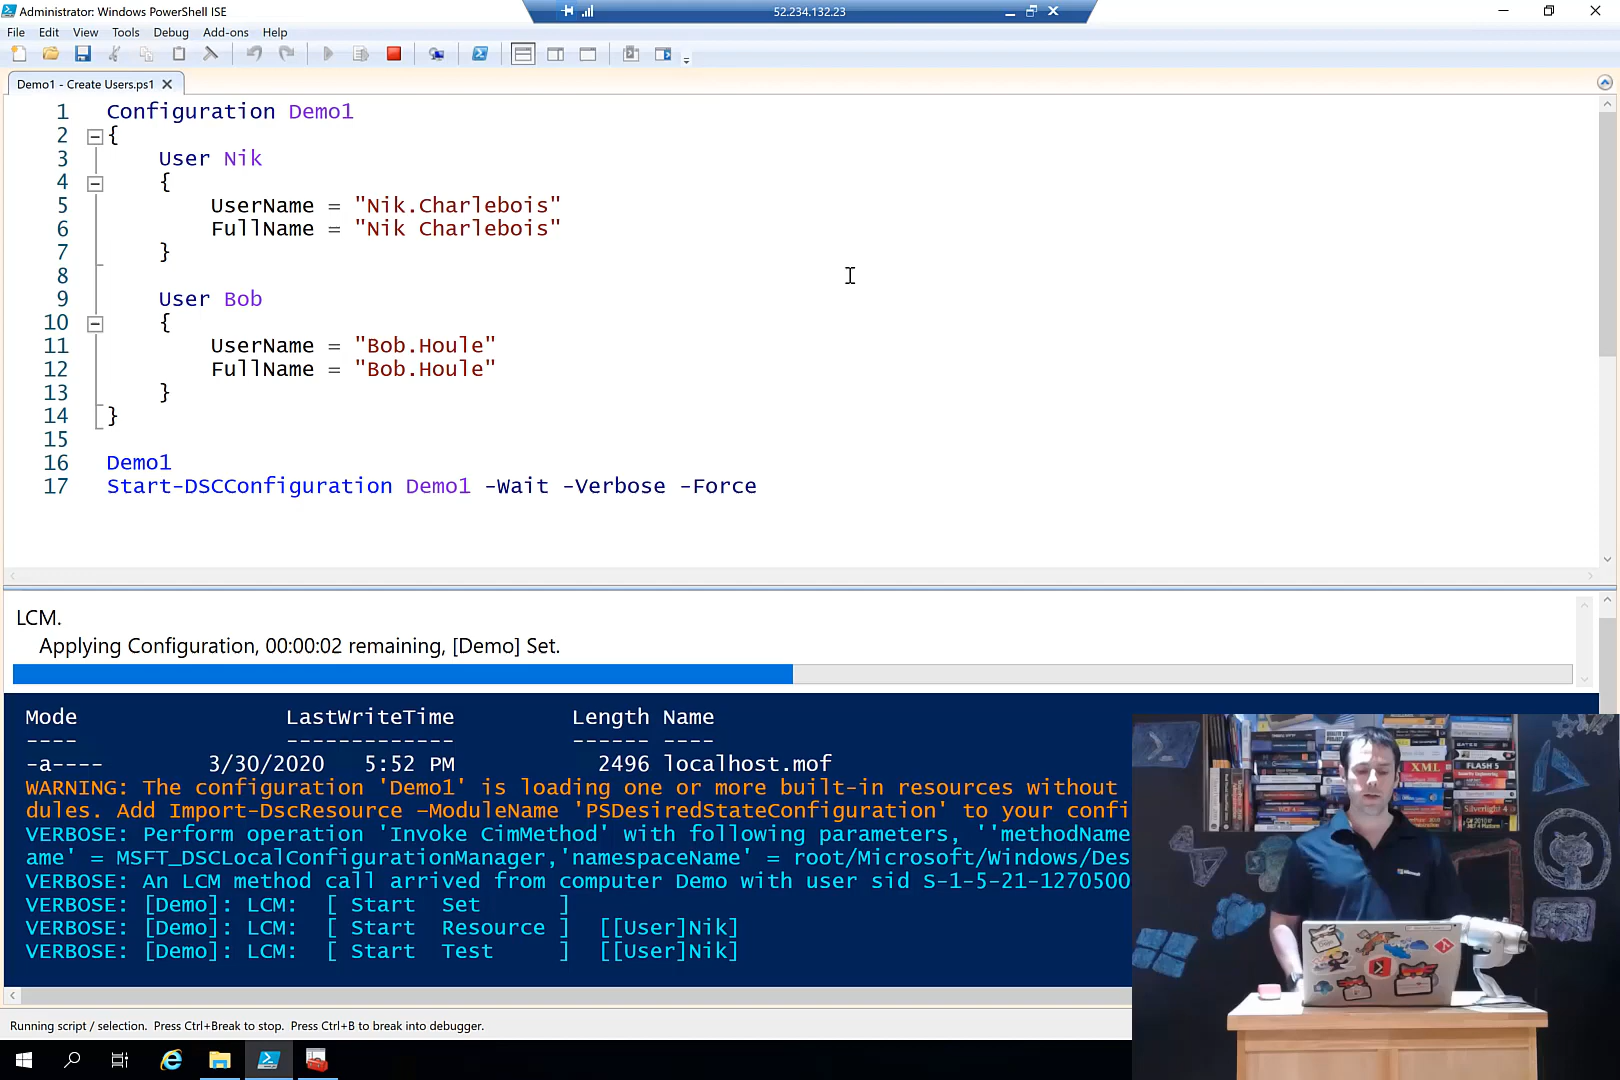 Administrator: Windows PowerShell ISE
52.234.132.23
File Edit View Tools Debug Add-ons Help
Demo1 - Create Users.ps1
1 Configuration Demo1
2 {
3 User Nik
4 {
5 UserName = "Nik.Charlebois"
6 FullName = "Nik Charlebois"
7 }
8
9 User Bob
10 {
11 UserName = "Bob.Houle"
12 FullName = "Bob.Houle"
13 }
14 }
15
16 Demo1
17 Start-DSCConfiguration Demo1 -Wait -Verbose -Force
LCM.
Applying Configuration, 00:00:02 remaining, [Demo] Set.
Mode LastWriteTime Length Name
---- ------------- ------ ----
-a---- 3/30/2020 5:52 PM 2496 localhost.mof
WARNING: The configuration 'Demo1' is loading one or more built-in resources without
dules. Add Import-DscResource –ModuleName 'PSDesiredStateConfiguration' to your confi
VERBOSE: Perform operation 'Invoke CimMethod' with following parameters, ''methodName
ame' = MSFT_DSCLocalConfigurationManager,'namespaceName' = root/Microsoft/Windows/Des
VERBOSE: An LCM method call arrived from computer Demo with user sid S-1-5-21-1270500
VERBOSE: [Demo]: LCM: [ Start Set ]
VERBOSE: [Demo]: LCM: [ Start Resource ] [[User]Nik]
VERBOSE: [Demo]: LCM: [ Start Test ] [[User]Nik]
XML
FLASH 5
Silverlight 4
Microsoft
Running script / selection. Press Ctrl+Break to stop. Press Ctrl+B to break into debugger.